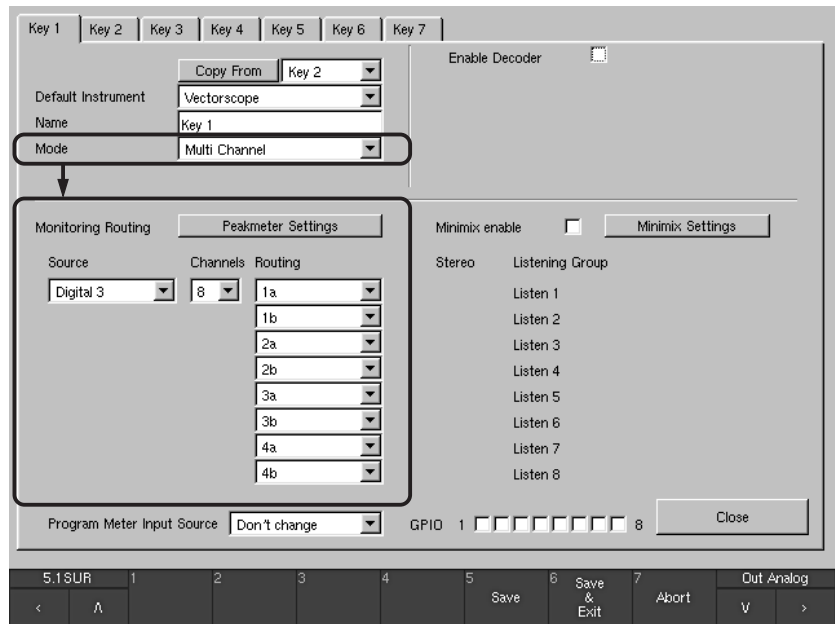 Key 1 Key 2 Key 3 Key 4 Key 5 Key 6 Key 7
Copy From Key 2
Enable Decoder
Default Instrument Vectorscope
Name Key 1
Mode Multi Channel
Monitoring Routing Peakmeter Settings
Minimix enable Minimix Settings
Source Channels Routing
Stereo Listening Group
Digital 3 8 1a
Listen 1
1b
Listen 2
2a
Listen 3
2b
Listen 4
3a
Listen 5
3b
Listen 6
4a
Listen 7
4b
Listen 8
Program Meter Input Source Don't change
GPIO 1 8
Close
5.1SUR 1 2 3 4 5 Save 6 Save & Exit 7 Abort Out Analog
< Λ V >